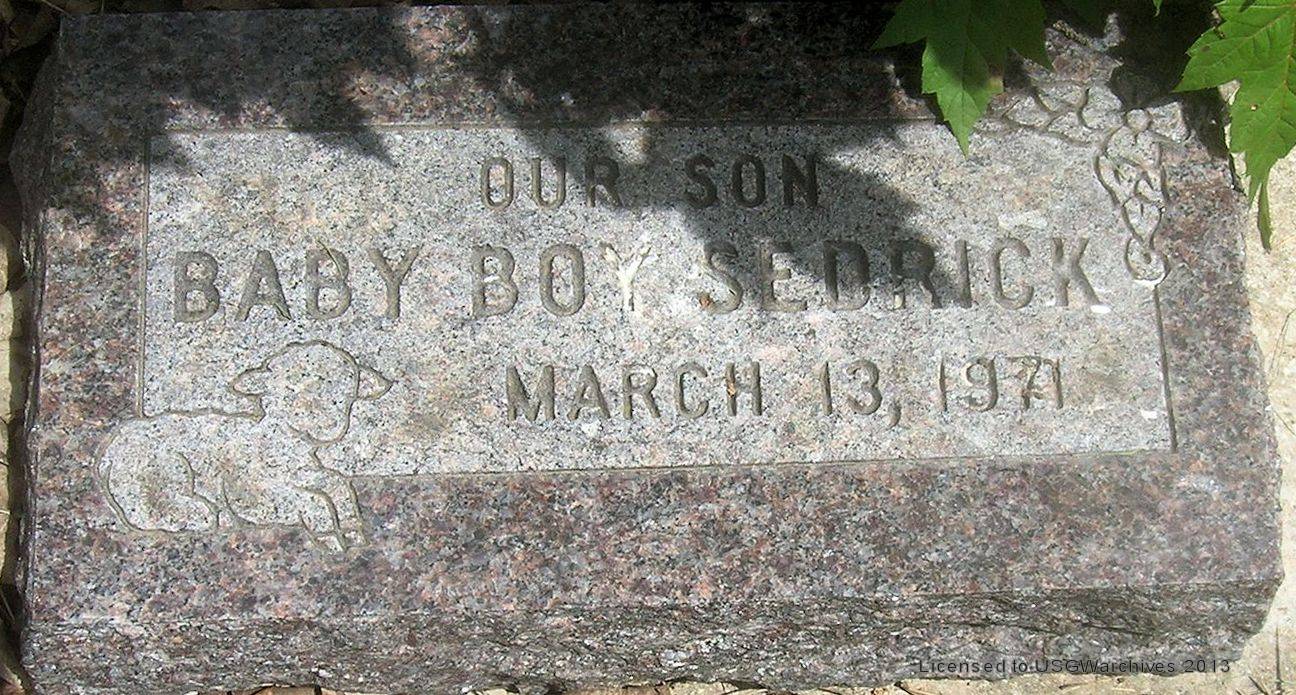 OUR SON
BABY BOY SEDRICK
MARCH 13, 1971
Licensed to USGWarchives 2013